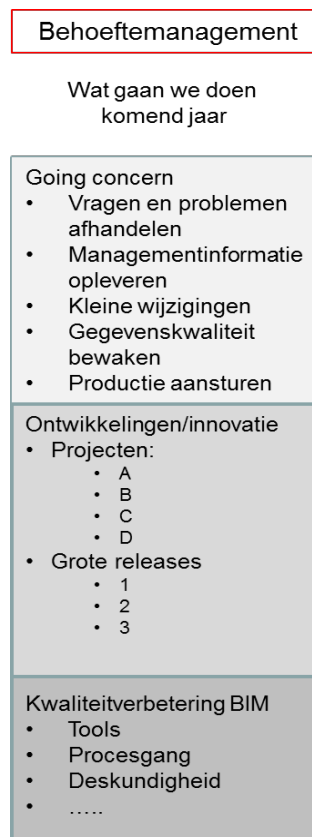 Behoeftemanagement
Wat gaan we doen
komend jaar
Going concern
• Vragen en problemen
afhandelen
• Managementinformatie
opleveren
• Kleine wijzigingen
• Gegevenskwaliteit
bewaken
• Productie aansturen
Ontwikkelingen/innovatie
• Projecten:
• A
• B
• C
• D
• Grote releases
• 1
• 2
• 3
Kwaliteitverbetering BIM
• Tools
• Procesgang
• Deskundigheid
• .....